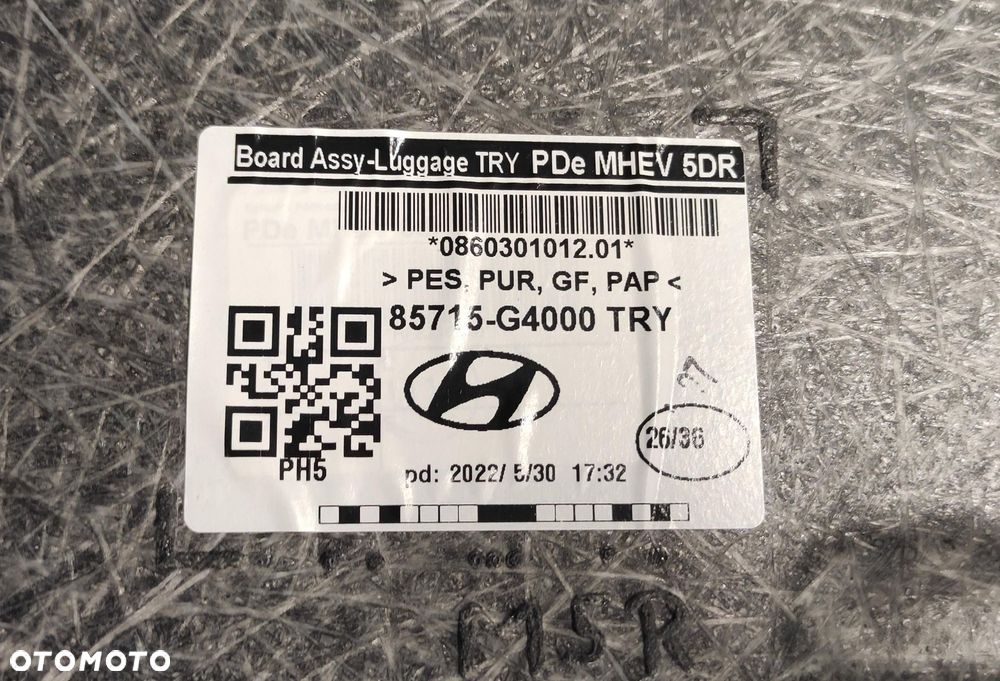 Board Assy-Luggage TRY PDe MHEV 5DR
*0860301012.01*
> PES, PUR, GF, PAP <
85715-G4000 TRY
37
26/36
PH5
pd: 2022/ 5/30 17:32
MSR
OTOMOTO